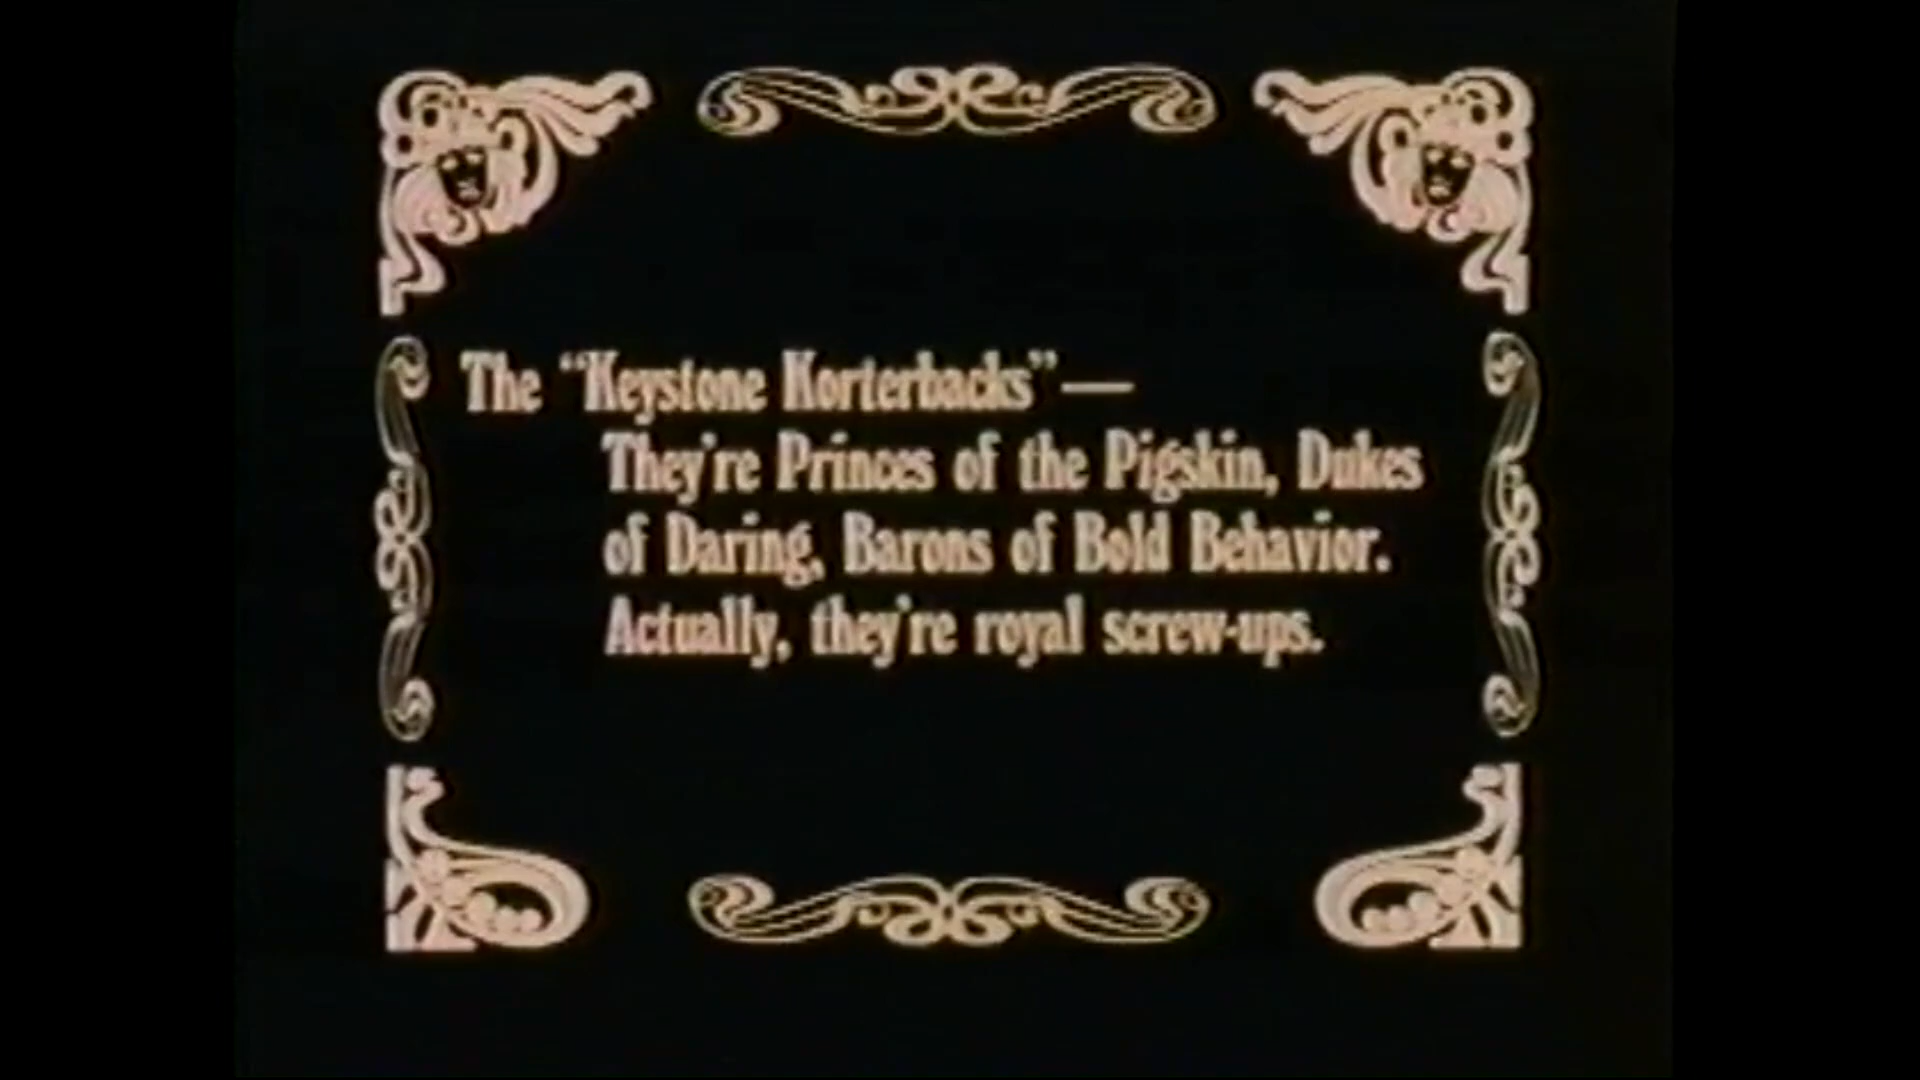 The “Keystone Korterbacks”—
They’re Princes of the Pigskin, Dukes
of Daring, Barons of Bold Behavior.
Actually, they’re royal screw-ups.